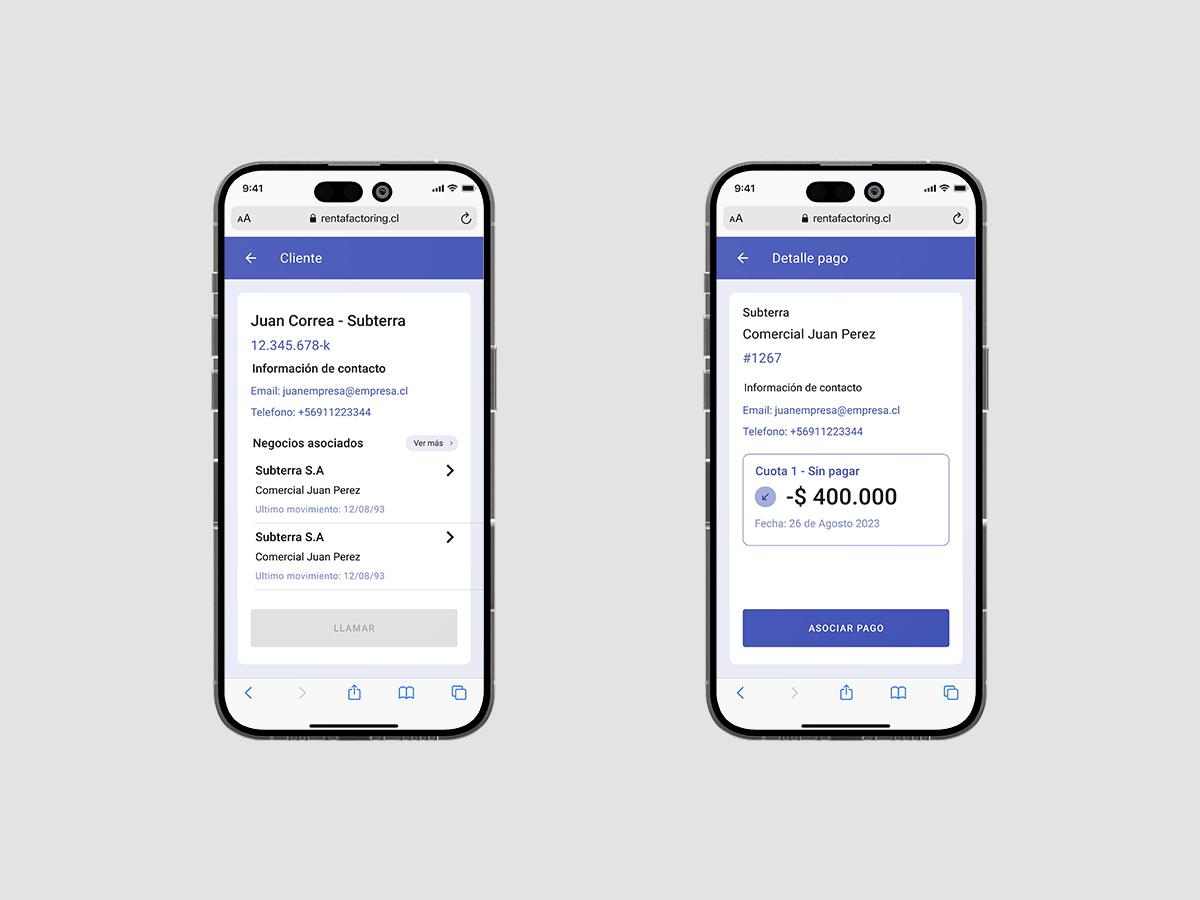 9:41
AA rentafactoring.cl
Cliente
Juan Correa - Subterra
12.345.678-k
Información de contacto
Email: juanempresa@empresa.cl
Telefono: +56911223344
Negocios asociados
Ver más
Subterra S.A
Comercial Juan Perez
Ultimo movimiento: 12/08/93
Subterra S.A
Comercial Juan Perez
Ultimo movimiento: 12/08/93
LLAMAR
9:41
AA rentafactoring.cl
Detalle pago
Subterra
Comercial Juan Perez
#1267
Información de contacto
Email: juanempresa@empresa.cl
Telefono: +56911223344
Cuota 1 - Sin pagar
-$ 400.000
Fecha: 26 de Agosto 2023
ASOCIAR PAGO